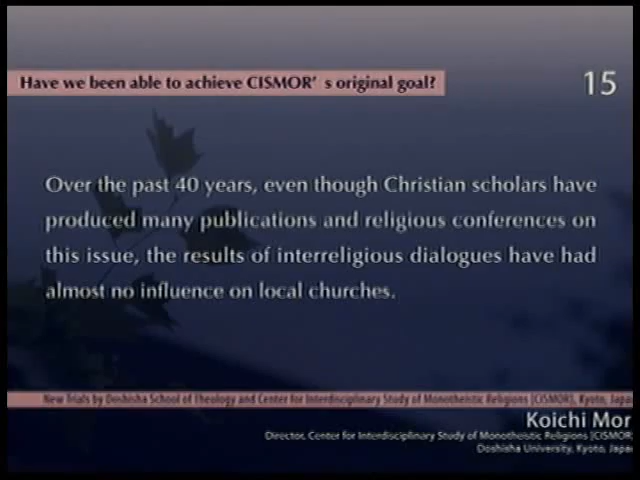 Have we been able to achieve CISMOR's original goal?
15
Over the past 40 years, even though Christian scholars have
produced many publications and religious conferences on
this issue, the results of interreligious dialogues have had
almost no influence on local churches.
New Trials by Doshisha School of Theology and Center for Interdisciplinary Study of Monotheistic Religions [CISMOR], Kyoto, Japa
Koichi Mor
Director, Center for Interdisciplinary Study of Monotheistic Religions [CISMOR
Doshisha University, Kyoto, Japa